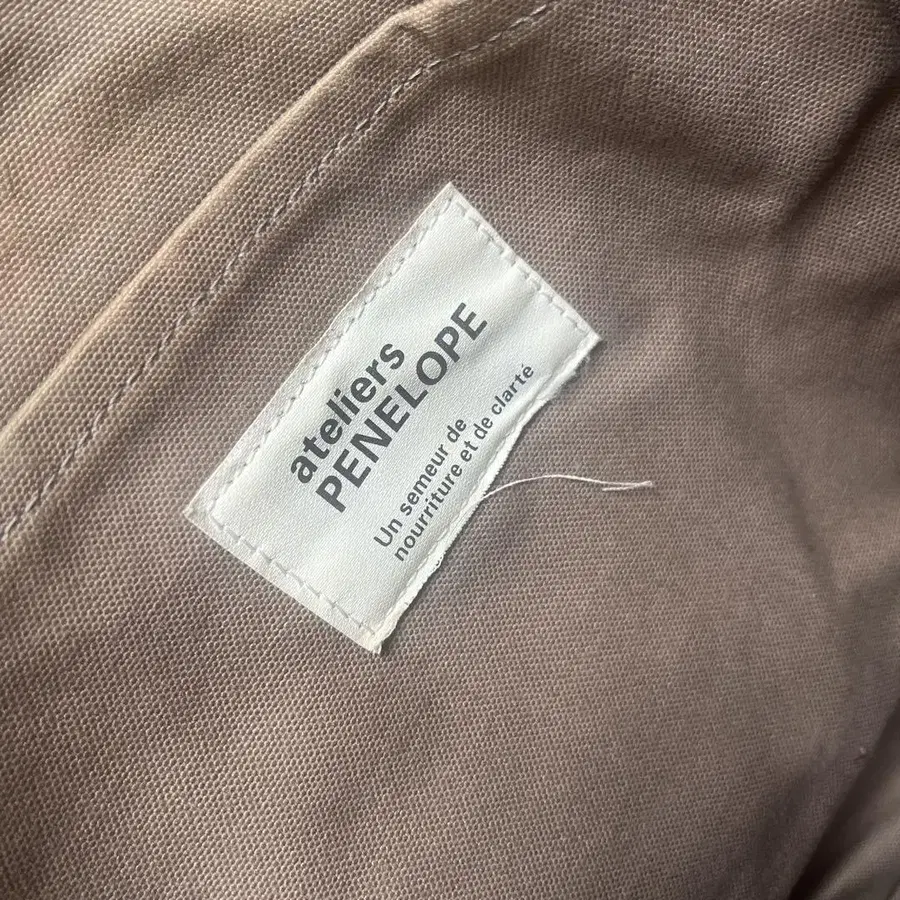 ateliers
PENELOPE
Un semeur de
nourriture et de clarté